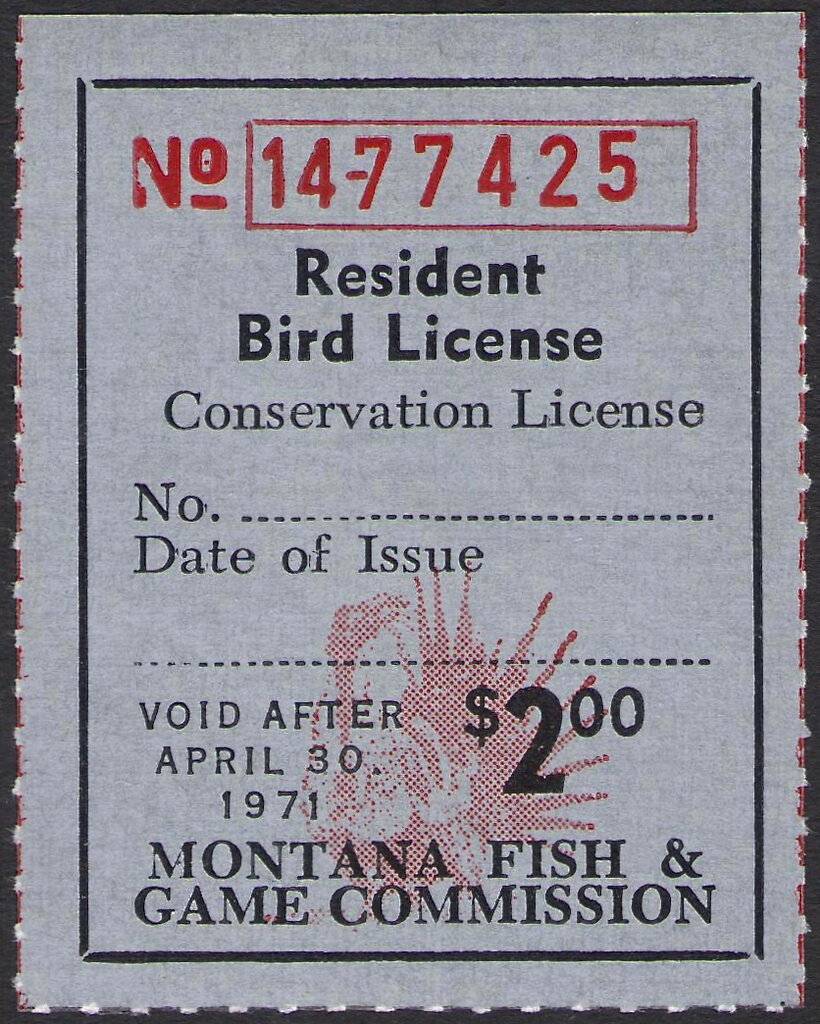 No 14-77425
Resident
Bird License
Conservation License
No. ................................
Date of Issue
................................
VOID AFTER $2.00
APRIL 30.
1971
MONTANA FISH &
GAME COMMISSION